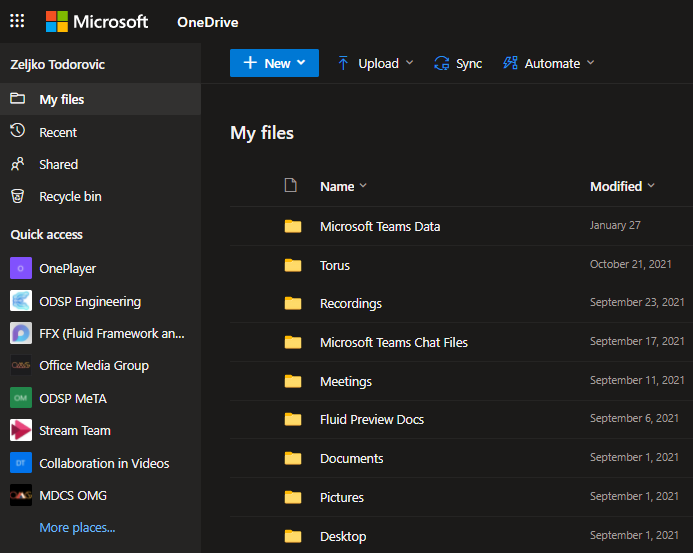 Microsoft OneDrive
Zeljko Todorovic
My files
Recent
Shared
Recycle bin
Quick access
OnePlayer
ODSP Engineering
FFX (Fluid Framework an...
Office Media Group
OM ODSP MeTA
Stream Team
DT Collaboration in Videos
MDCS OMG
More places...
New Upload Sync Automate
My files
Name Modified
Microsoft Teams Data January 27
Torus October 21, 2021
Recordings September 23, 2021
Microsoft Teams Chat Files September 17, 2021
Meetings September 11, 2021
Fluid Preview Docs September 6, 2021
Documents September 1, 2021
Pictures September 1, 2021
Desktop September 1, 2021